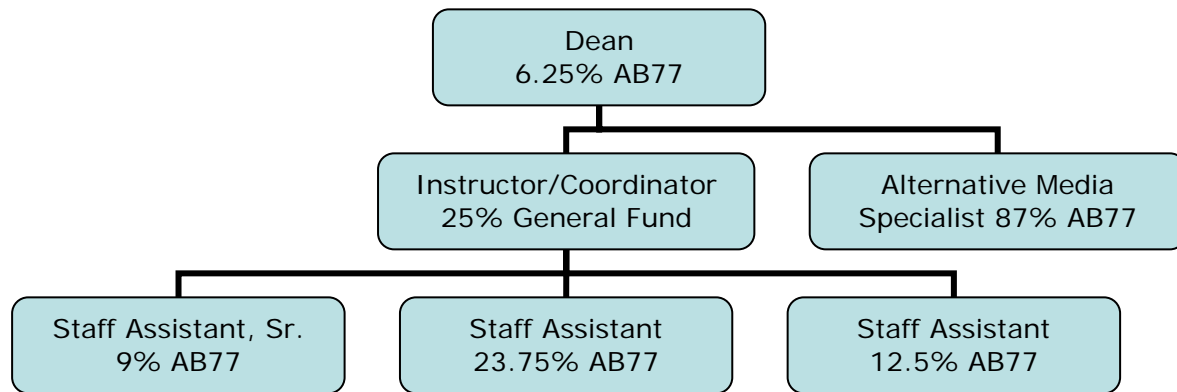 Dean
6.25% AB77
Instructor/Coordinator
25% General Fund
Alternative Media
Specialist 87% AB77
Staff Assistant, Sr.
9% AB77
Staff Assistant
23.75% AB77
Staff Assistant
12.5% AB77